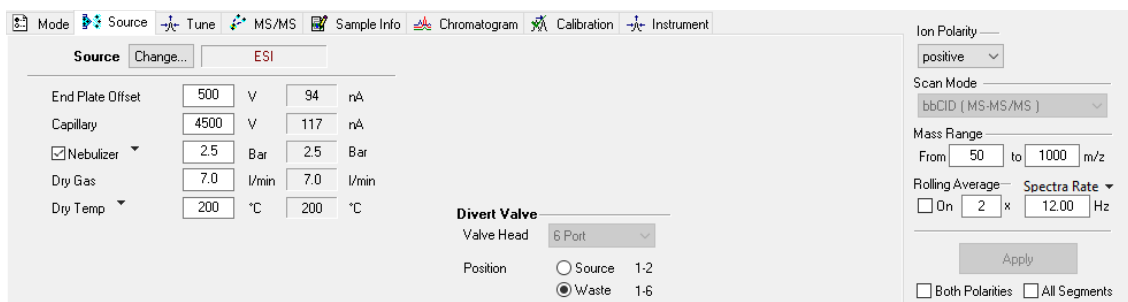 Mode Source Tune MS/MS Sample Info Chromatogram Calibration Instrument
Source Change... ESI
End Plate Offset 500 V 94 nA
Capillary 4500 V 117 nA
Nebulizer 2.5 Bar 2.5 Bar
Dry Gas 7.0 l/min 7.0 l/min
Dry Temp 200 °C 200 °C
Divert Valve
Valve Head 6 Port
Position Source 1-2
Waste 1-6
Ion Polarity
positive
Scan Mode
bbCID ( MS-MS/MS )
Mass Range
From 50 to 1000 m/z
Rolling Average Spectra Rate
On 2 x 12.00 Hz
Apply
Both Polarities All Segments